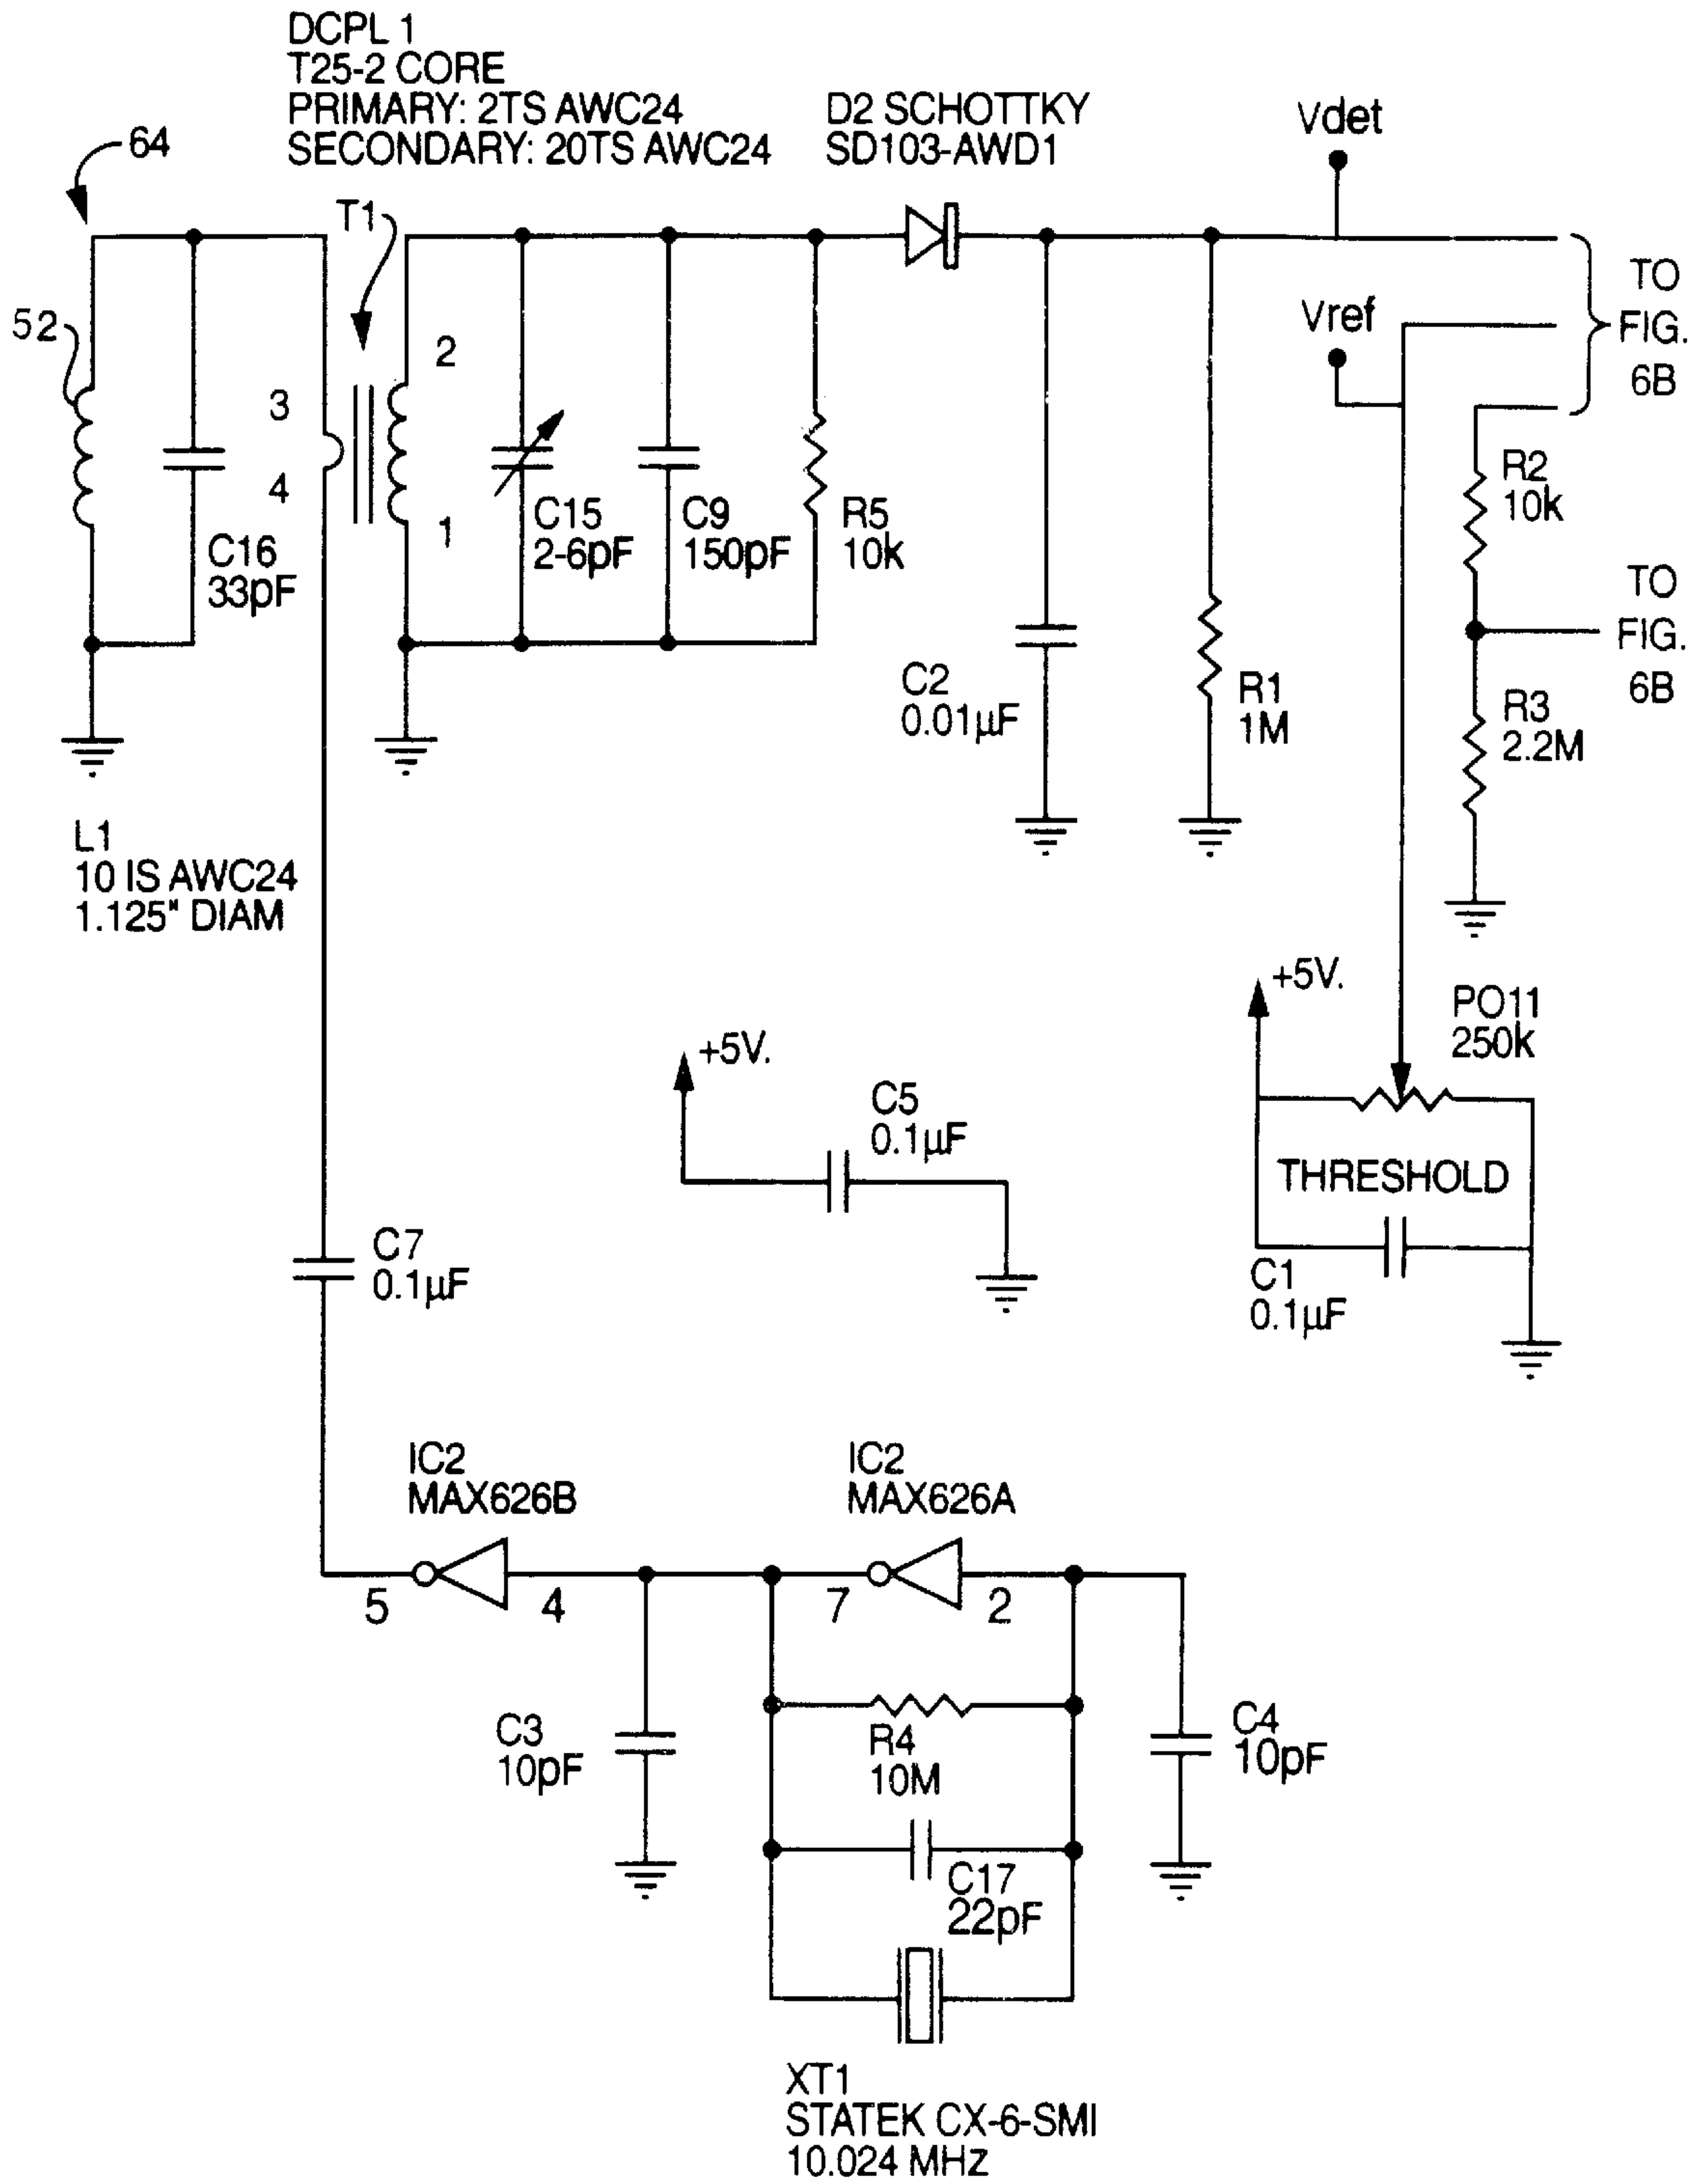 DCPL 1
T25-2 CORE
PRIMARY: 2TS AWC24
SECONDARY: 20TS AWC24
D2 SCHOTTKY
SD103-AWD1
Vdet
64
T1
52
3
4
2
1
C16
33pF
C15
2-6pF
C9
150pF
R5
10k
Vref
TO
FIG.
6B
R2
10k
TO
FIG.
6B
C2
0.01µF
R1
1M
R3
2.2M
L1
10 IS AWC24
1.125" DIAM
+5V.
C5
0.1µF
+5V.
PO11
250k
THRESHOLD
C1
0.1µF
C7
0.1µF
IC2
MAX626B
IC2
MAX626A
5
4
7
2
C3
10pF
R4
10M
C4
10pF
C17
22pF
XT1
STATEK CX-6-SMI
10.024 MHz